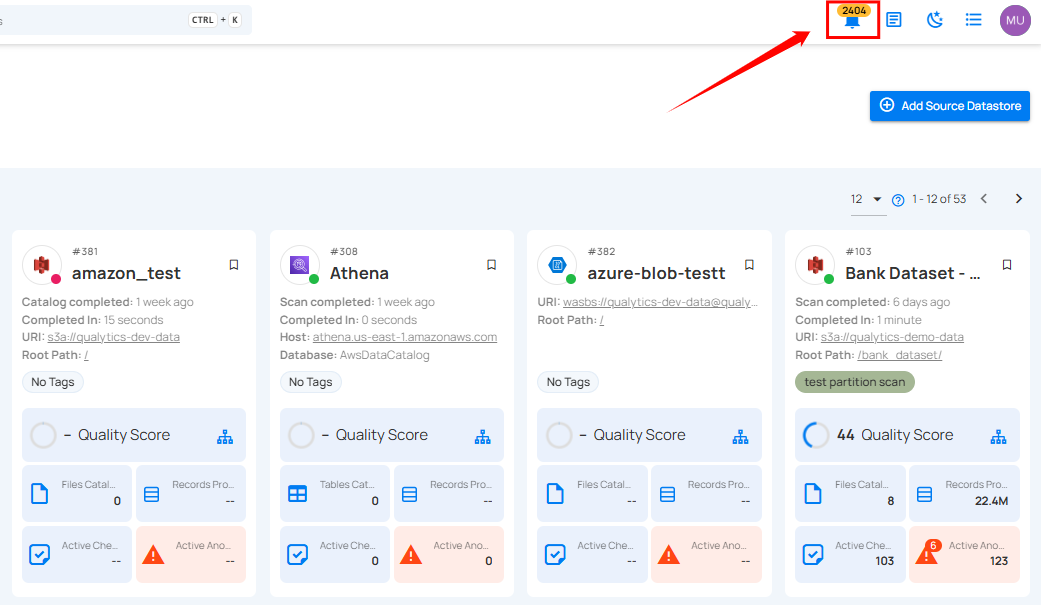 s CTRL + K 2404 MU
Add Source Datastore
12 1 - 12 of 53
#381
amazon_test
Catalog completed: 1 week ago
Completed In: 15 seconds
URI: s3a://qualytics-dev-data
Root Path: /
No Tags
– Quality Score
Files Catal... 0
Records Pro... --
Active Che... --
Active Ano... --
#308
Athena
Scan completed: 1 week ago
Completed In: 0 seconds
Host: athena.us-east-1.amazonaws.com
Database: AwsDataCatalog
No Tags
– Quality Score
Tables Cat... 0
Records Pro... --
Active Che... 0
Active Ano... 0
#382
azure-blob-testt
URI: wasbs://qualytics-dev-data@qualy...
Root Path: /
No Tags
– Quality Score
Files Catal... --
Records Pro... --
Active Che... --
Active Ano... --
#103
Bank Dataset - ...
Scan completed: 6 days ago
Completed In: 1 minute
URI: s3a://qualytics-demo-data
Root Path: /bank_dataset/
test partition scan
44 Quality Score
Files Catal... 8
Records Pro... 22.4M
Active Che... 103
6 Active Ano... 123